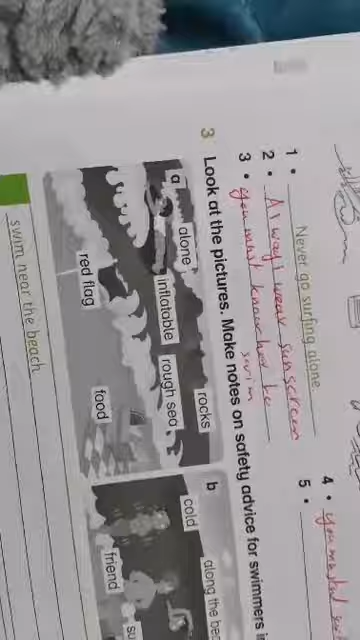 1 • Never go surfing alone.
2 • Always wear sunscreen
3 • you must know how to
swim
4 • you must
5 •
3 Look at the pictures. Make notes on safety advice for swimmers
a
alone
inflatable
rough sea
rocks
red flag
food
b
cold
along the
friend
swim near the beach